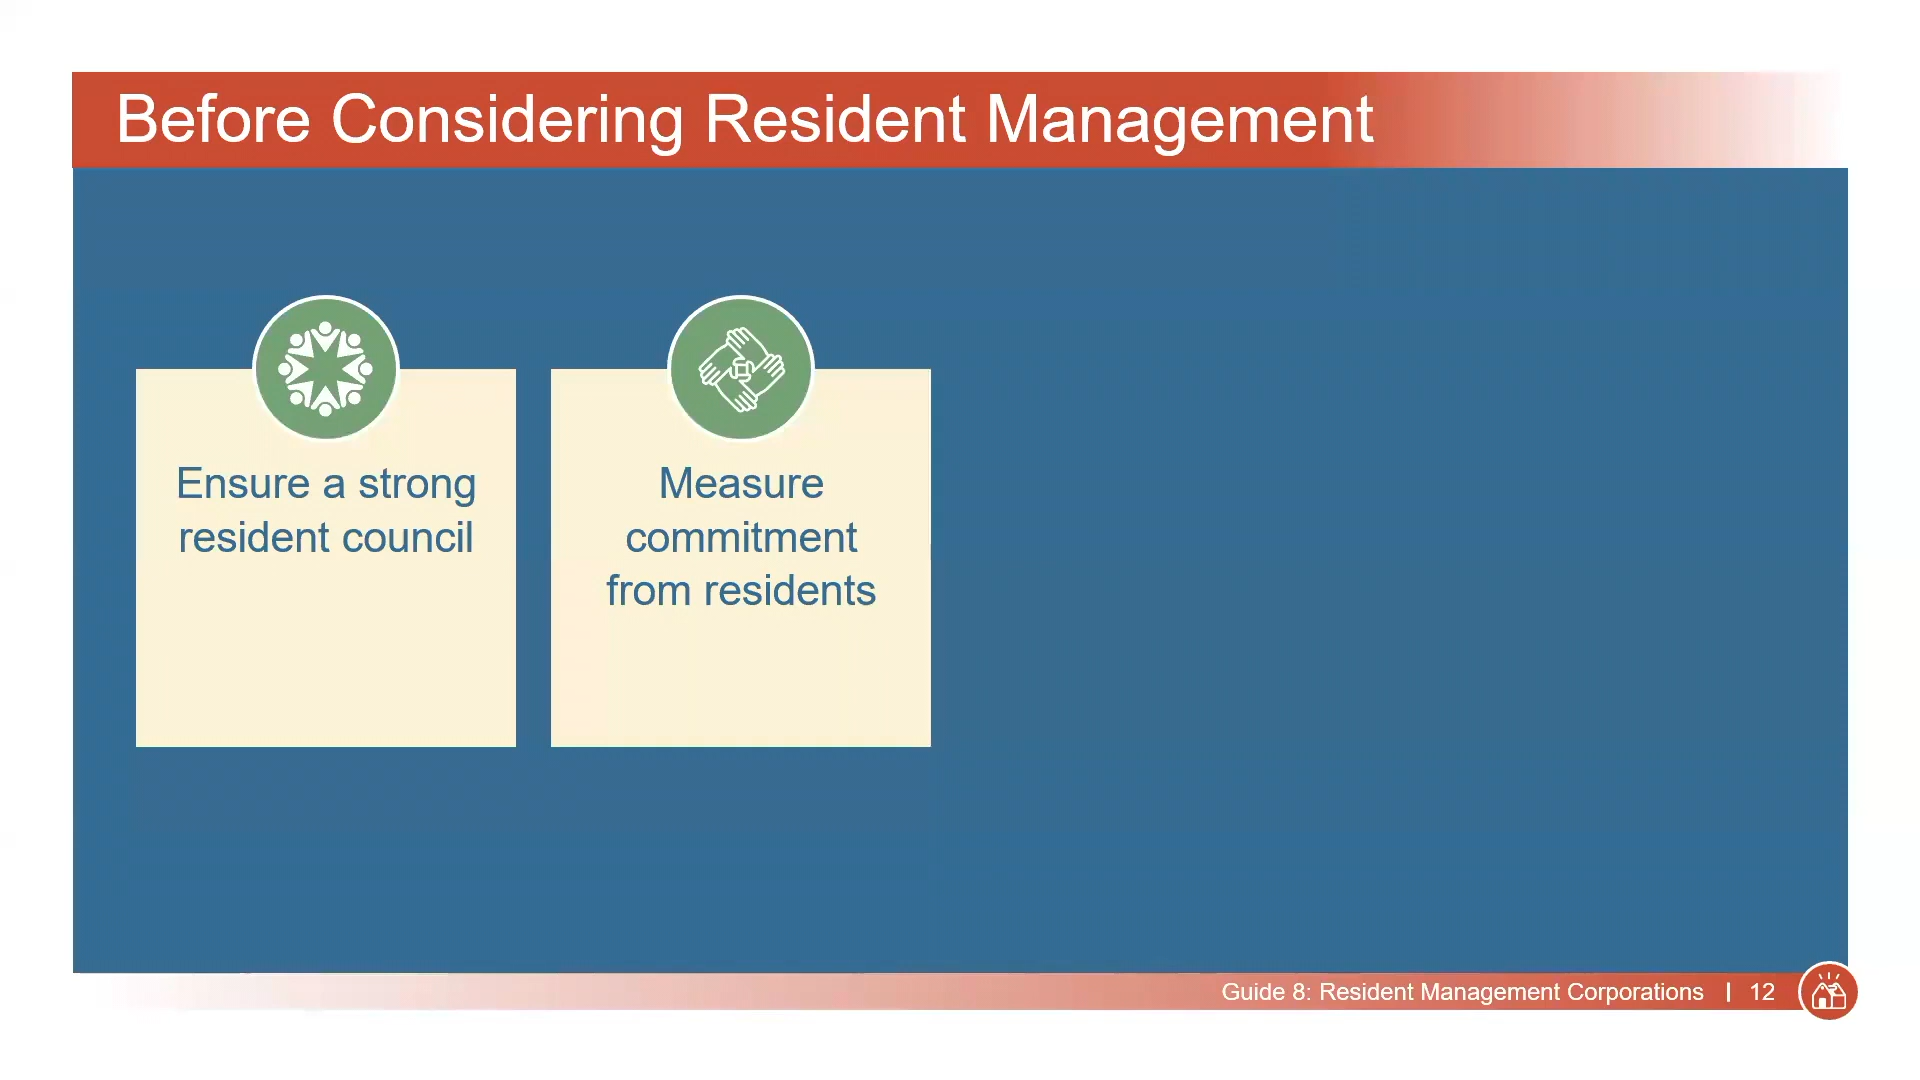 Before Considering Resident Management
Ensure a strong
resident council
Measure
commitment
from residents
Guide 8: Resident Management Corporations | 12